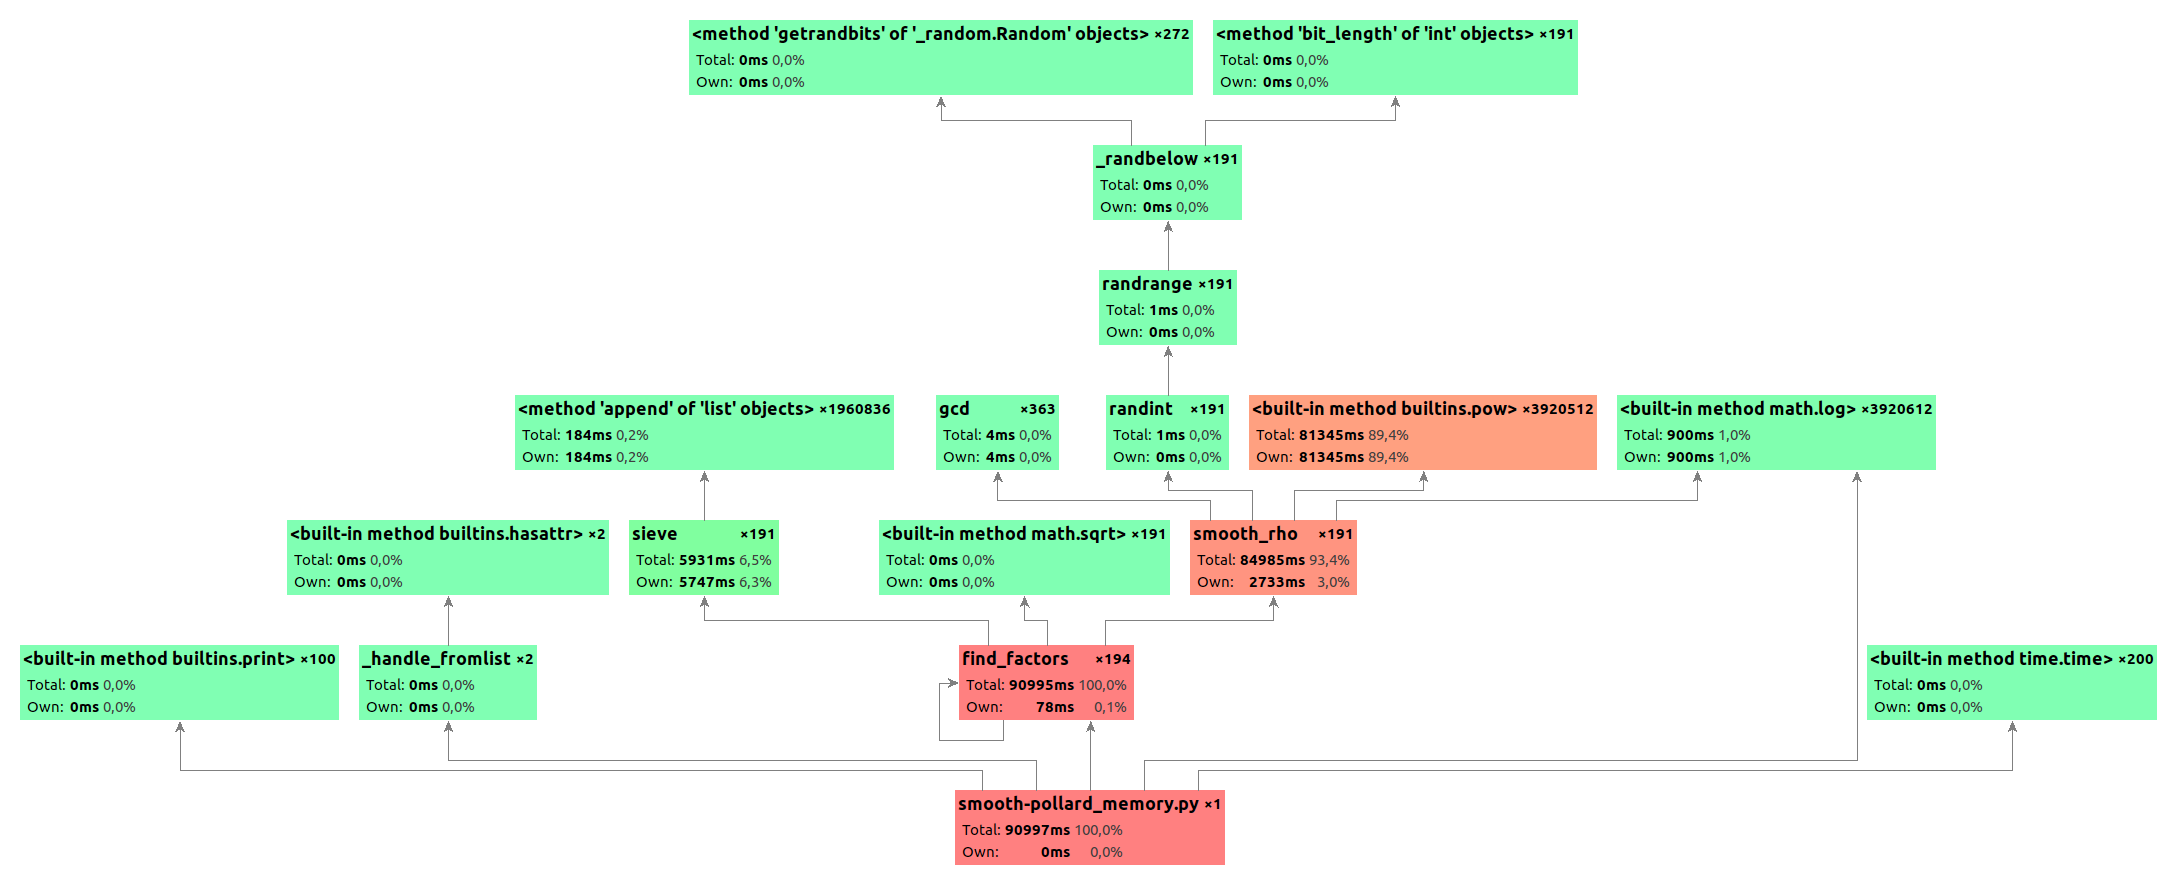 <method 'getrandbits' of '_random.Random' objects> ×272
Total: 0ms 0,0%
Own: 0ms 0,0%
<method 'bit_length' of 'int' objects> ×191
Total: 0ms 0,0%
Own: 0ms 0,0%
_randbelow ×191
Total: 0ms 0,0%
Own: 0ms 0,0%
randrange ×191
Total: 1ms 0,0%
Own: 0ms 0,0%
<method 'append' of 'list' objects> ×1960836
Total: 184ms 0,2%
Own: 184ms 0,2%
gcd ×363
Total: 4ms 0,0%
Own: 4ms 0,0%
randint ×191
Total: 1ms 0,0%
Own: 0ms 0,0%
<built-in method builtins.pow> ×3920512
Total: 81345ms 89,4%
Own: 81345ms 89,4%
<built-in method math.log> ×3920612
Total: 900ms 1,0%
Own: 900ms 1,0%
<built-in method builtins.hasattr> ×2
Total: 0ms 0,0%
Own: 0ms 0,0%
sieve ×191
Total: 5931ms 6,5%
Own: 5747ms 6,3%
<built-in method math.sqrt> ×191
Total: 0ms 0,0%
Own: 0ms 0,0%
smooth_rho ×191
Total: 84985ms 93,4%
Own: 2733ms 3,0%
<built-in method builtins.print> ×100
Total: 0ms 0,0%
Own: 0ms 0,0%
_handle_fromlist ×2
Total: 0ms 0,0%
Own: 0ms 0,0%
find_factors ×194
Total: 90995ms 100,0%
Own: 78ms 0,1%
<built-in method time.time> ×200
Total: 0ms 0,0%
Own: 0ms 0,0%
smooth-pollard_memory.py ×1
Total: 90997ms 100,0%
Own: 0ms 0,0%